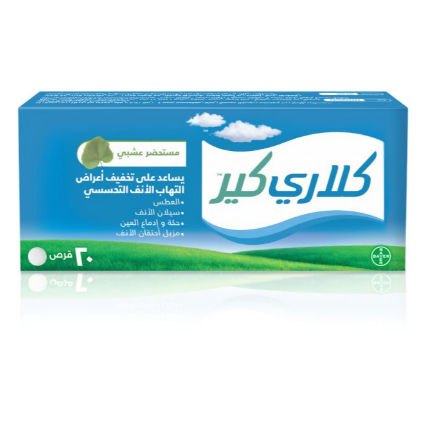 كلاري كير
مستحضر عشبي
يساعد على تخفيف أعراض
التهاب الأنف التحسسي
•العطس
•سيلان الأنف
•حكة و إدماع العين
•مزيل احتقان الأنف
٢٠ قرص
BAYER